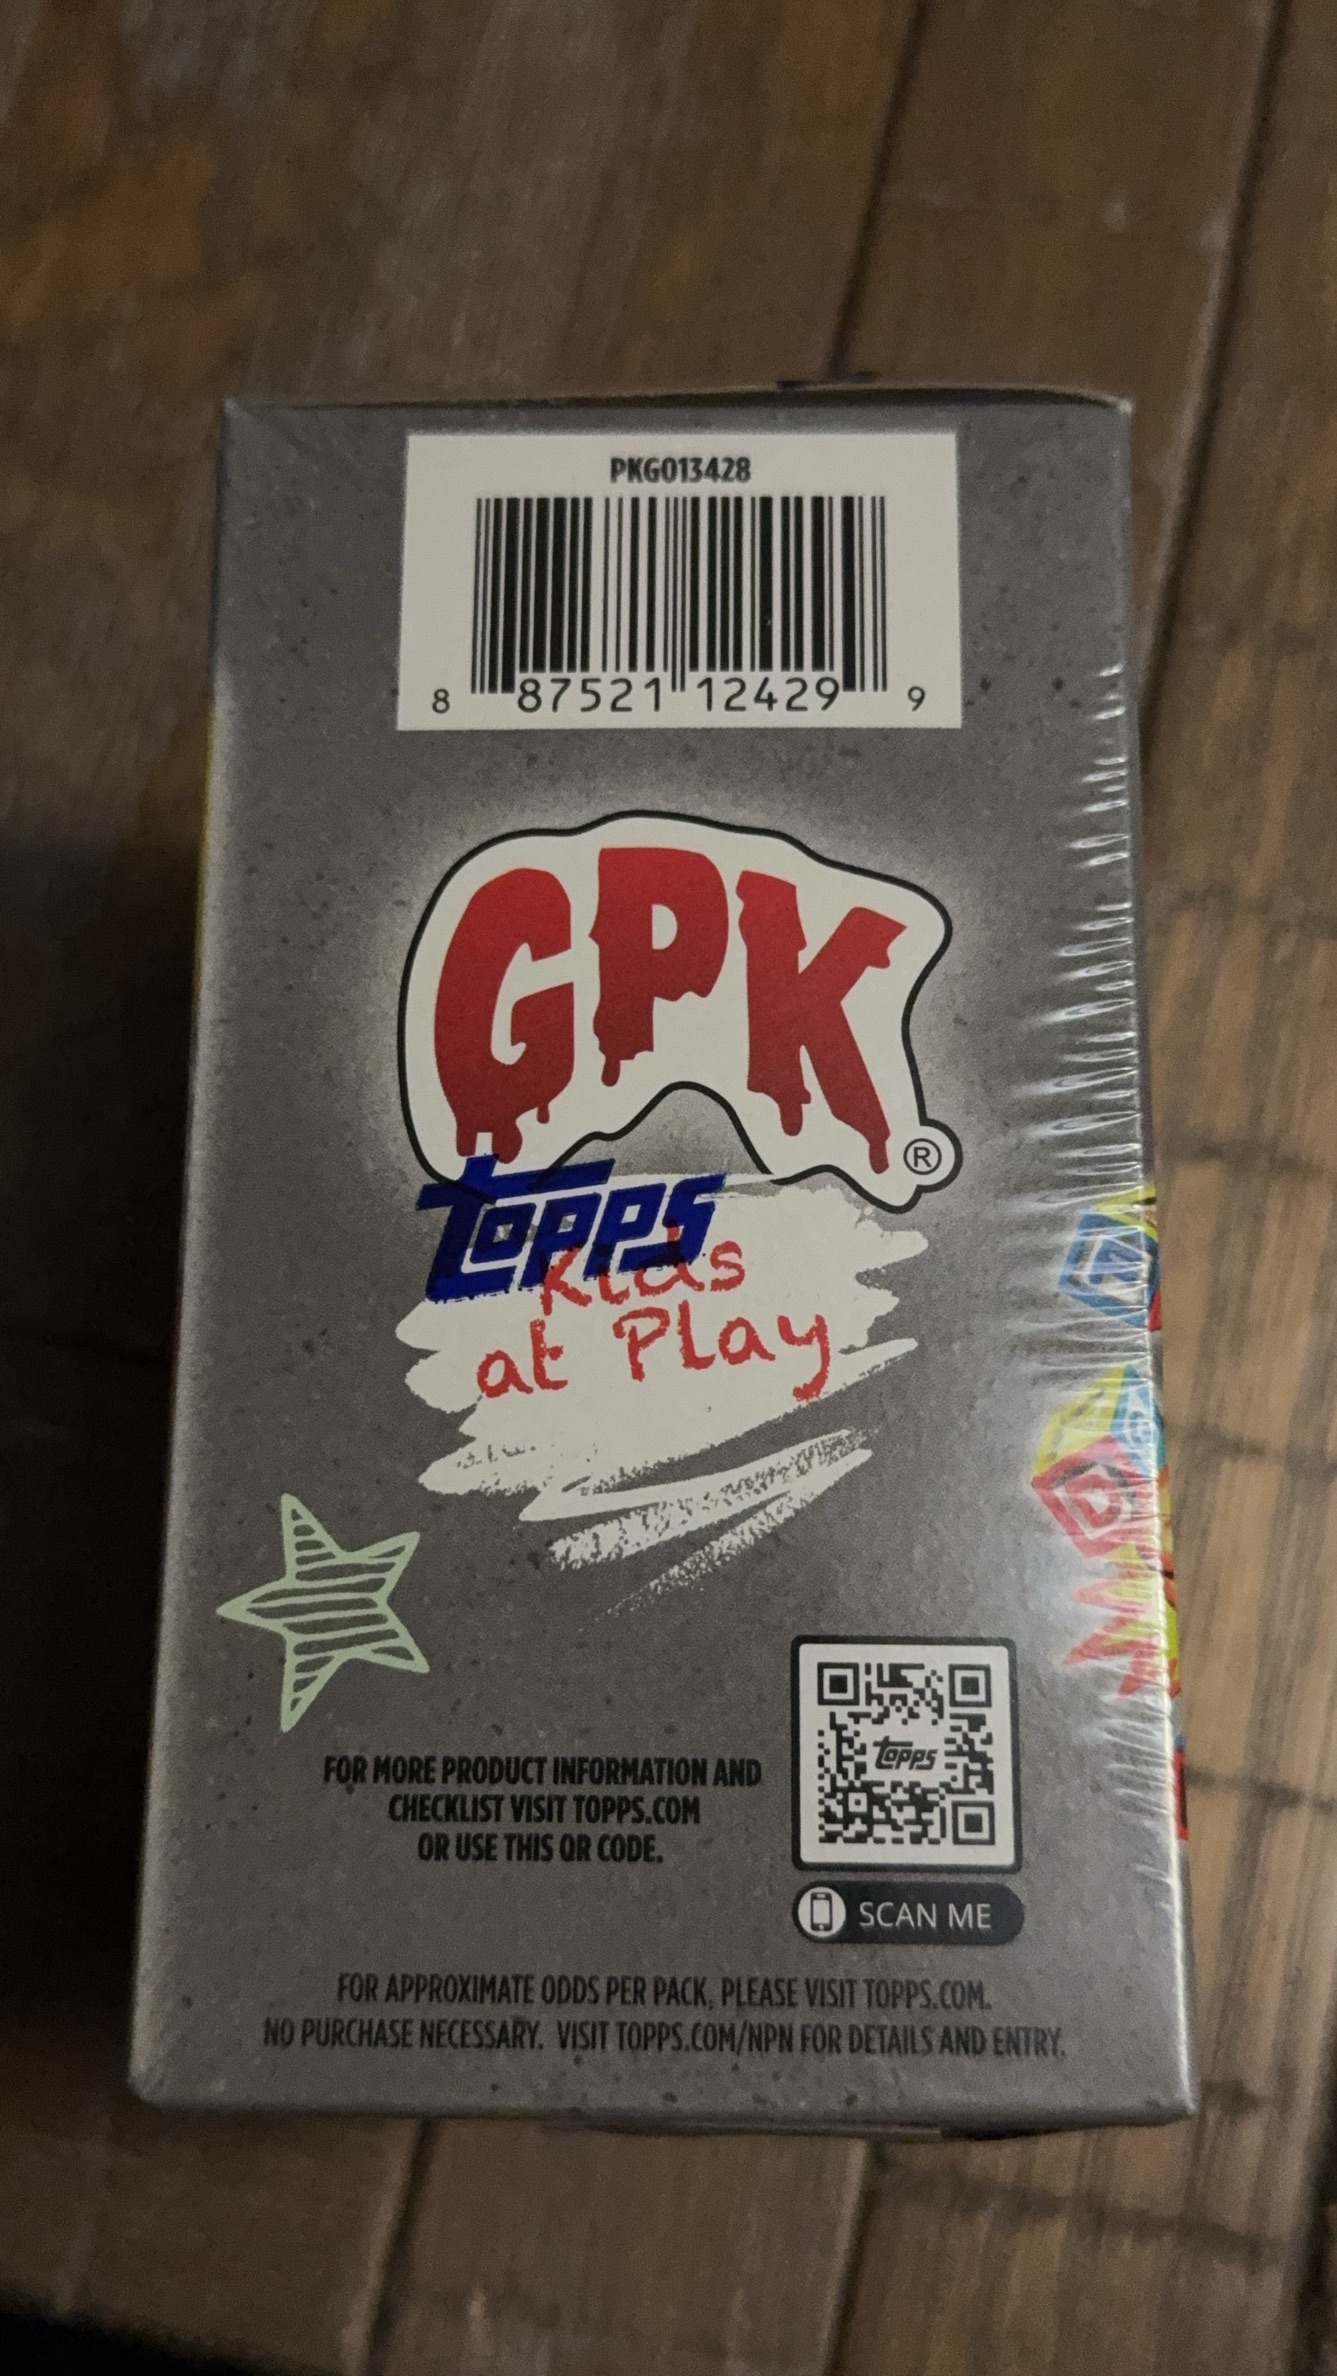 PKG013428
8 87521 12429 9
GPK®
TOPPS
Kids
at Play
FOR MORE PRODUCT INFORMATION AND
CHECKLIST VISIT TOPPS.COM
OR USE THIS QR CODE.
TOPPS
SCAN ME
FOR APPROXIMATE ODDS PER PACK, PLEASE VISIT TOPPS.COM.
NO PURCHASE NECESSARY. VISIT TOPPS.COM/NPN FOR DETAILS AND ENTRY.
D